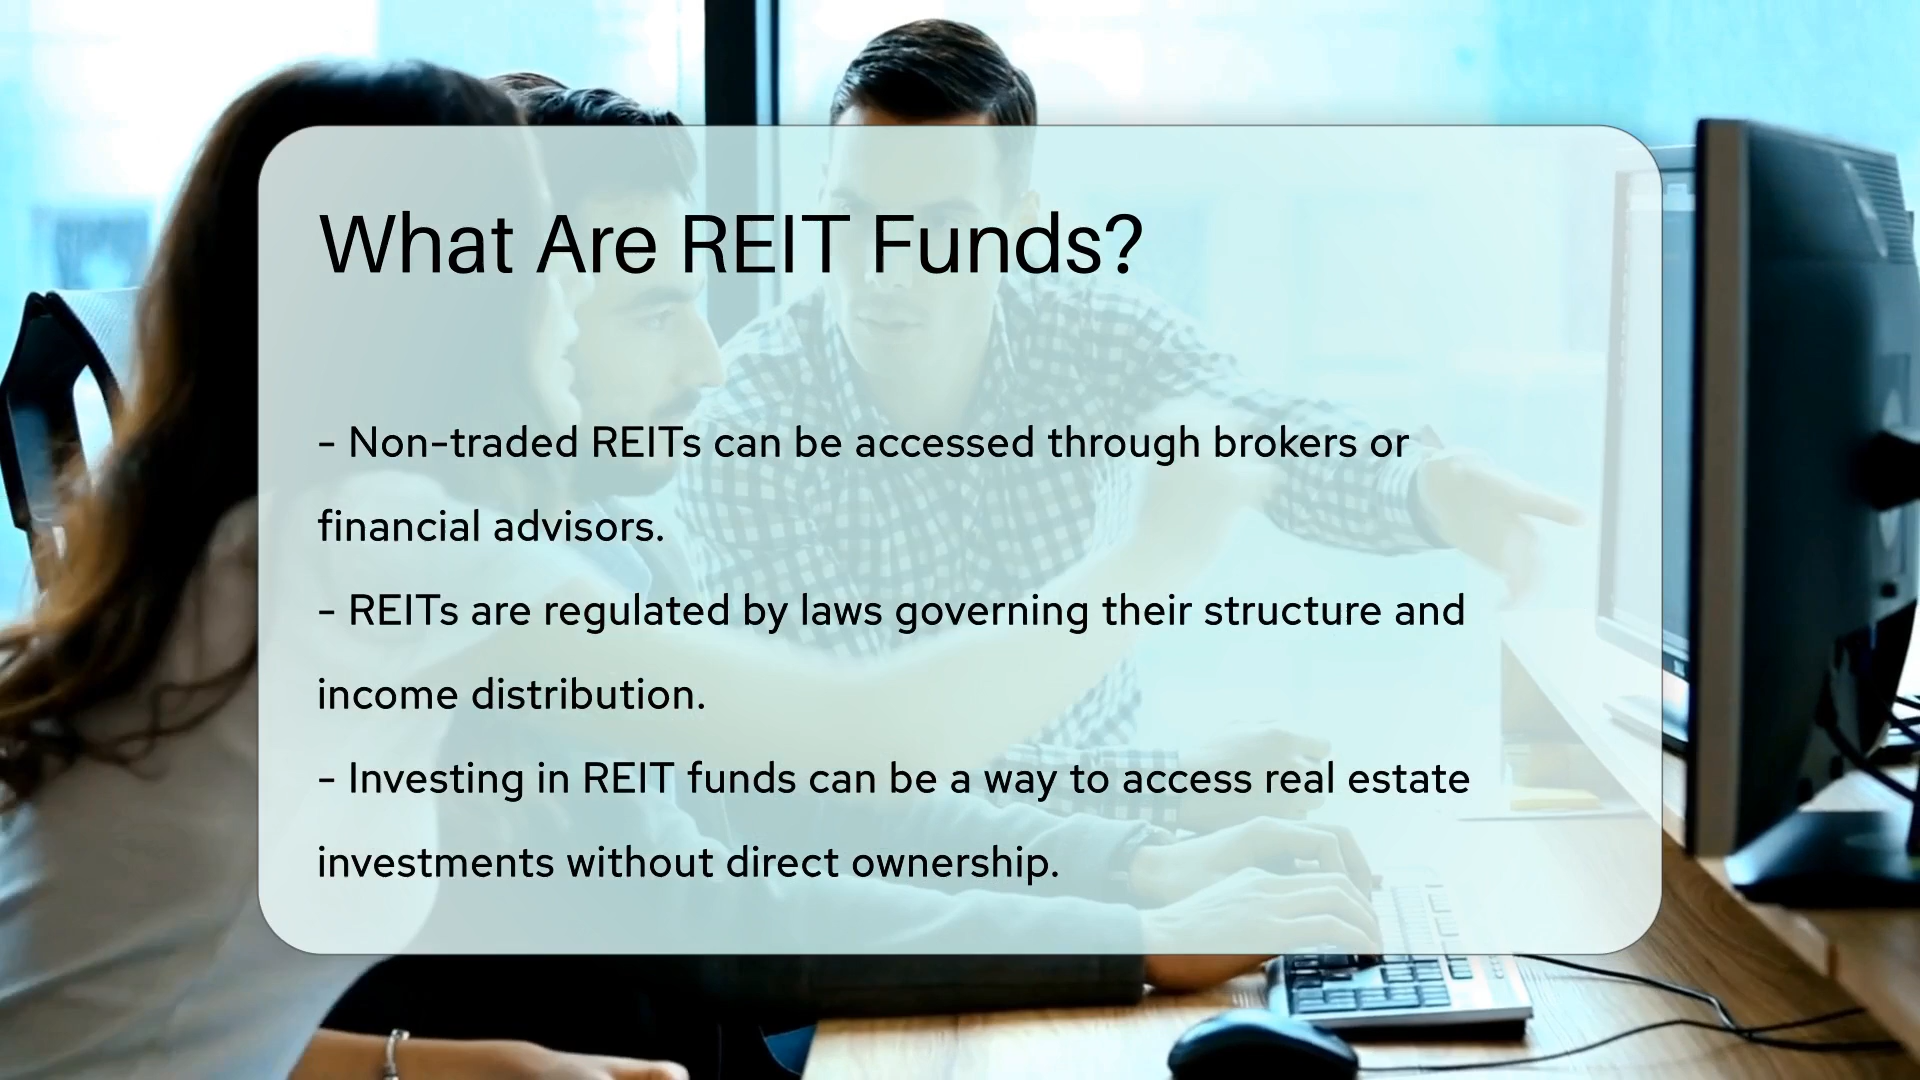 What Are REIT Funds?
- Non-traded REITs can be accessed through brokers or
financial advisors.
- REITs are regulated by laws governing their structure and
income distribution.
- Investing in REIT funds can be a way to access real estate
investments without direct ownership.